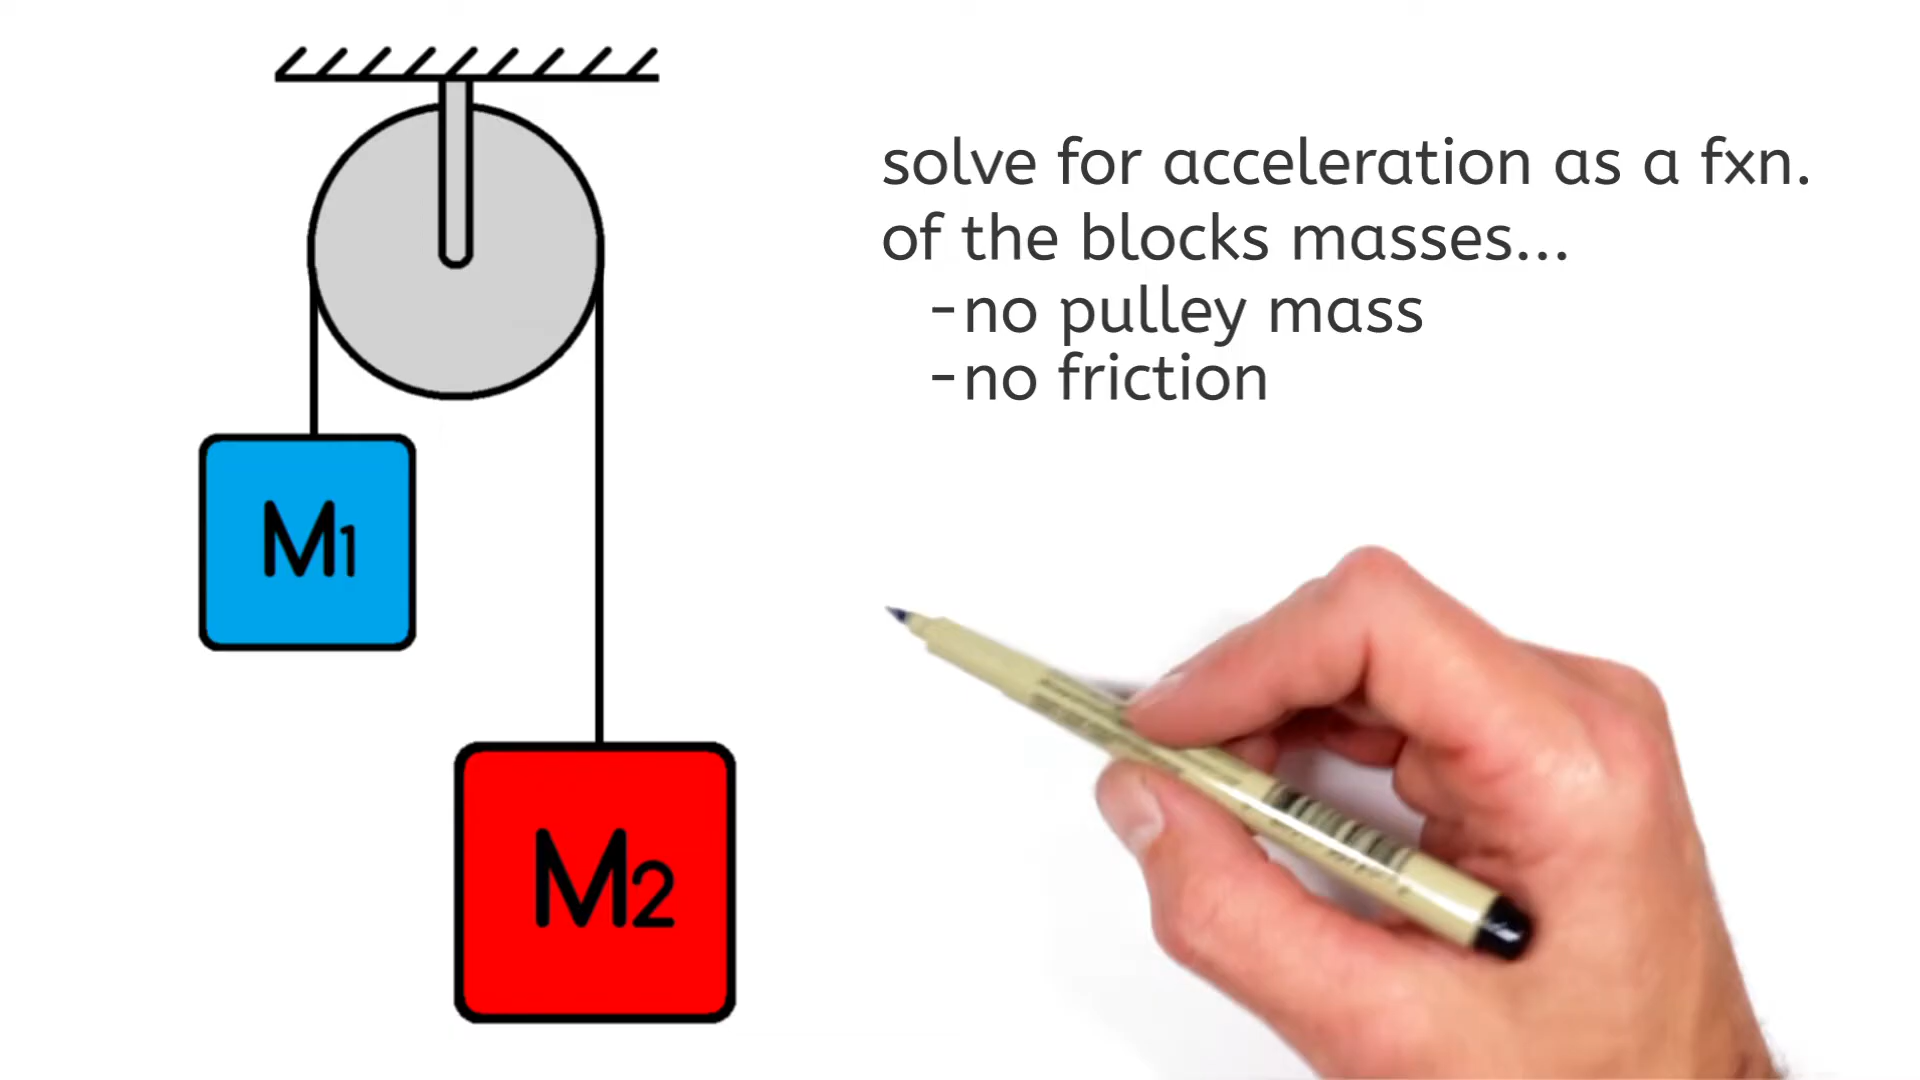 solve for acceleration as a fxn.
of the blocks masses...
-no pulley mass
-no friction
M1
M2